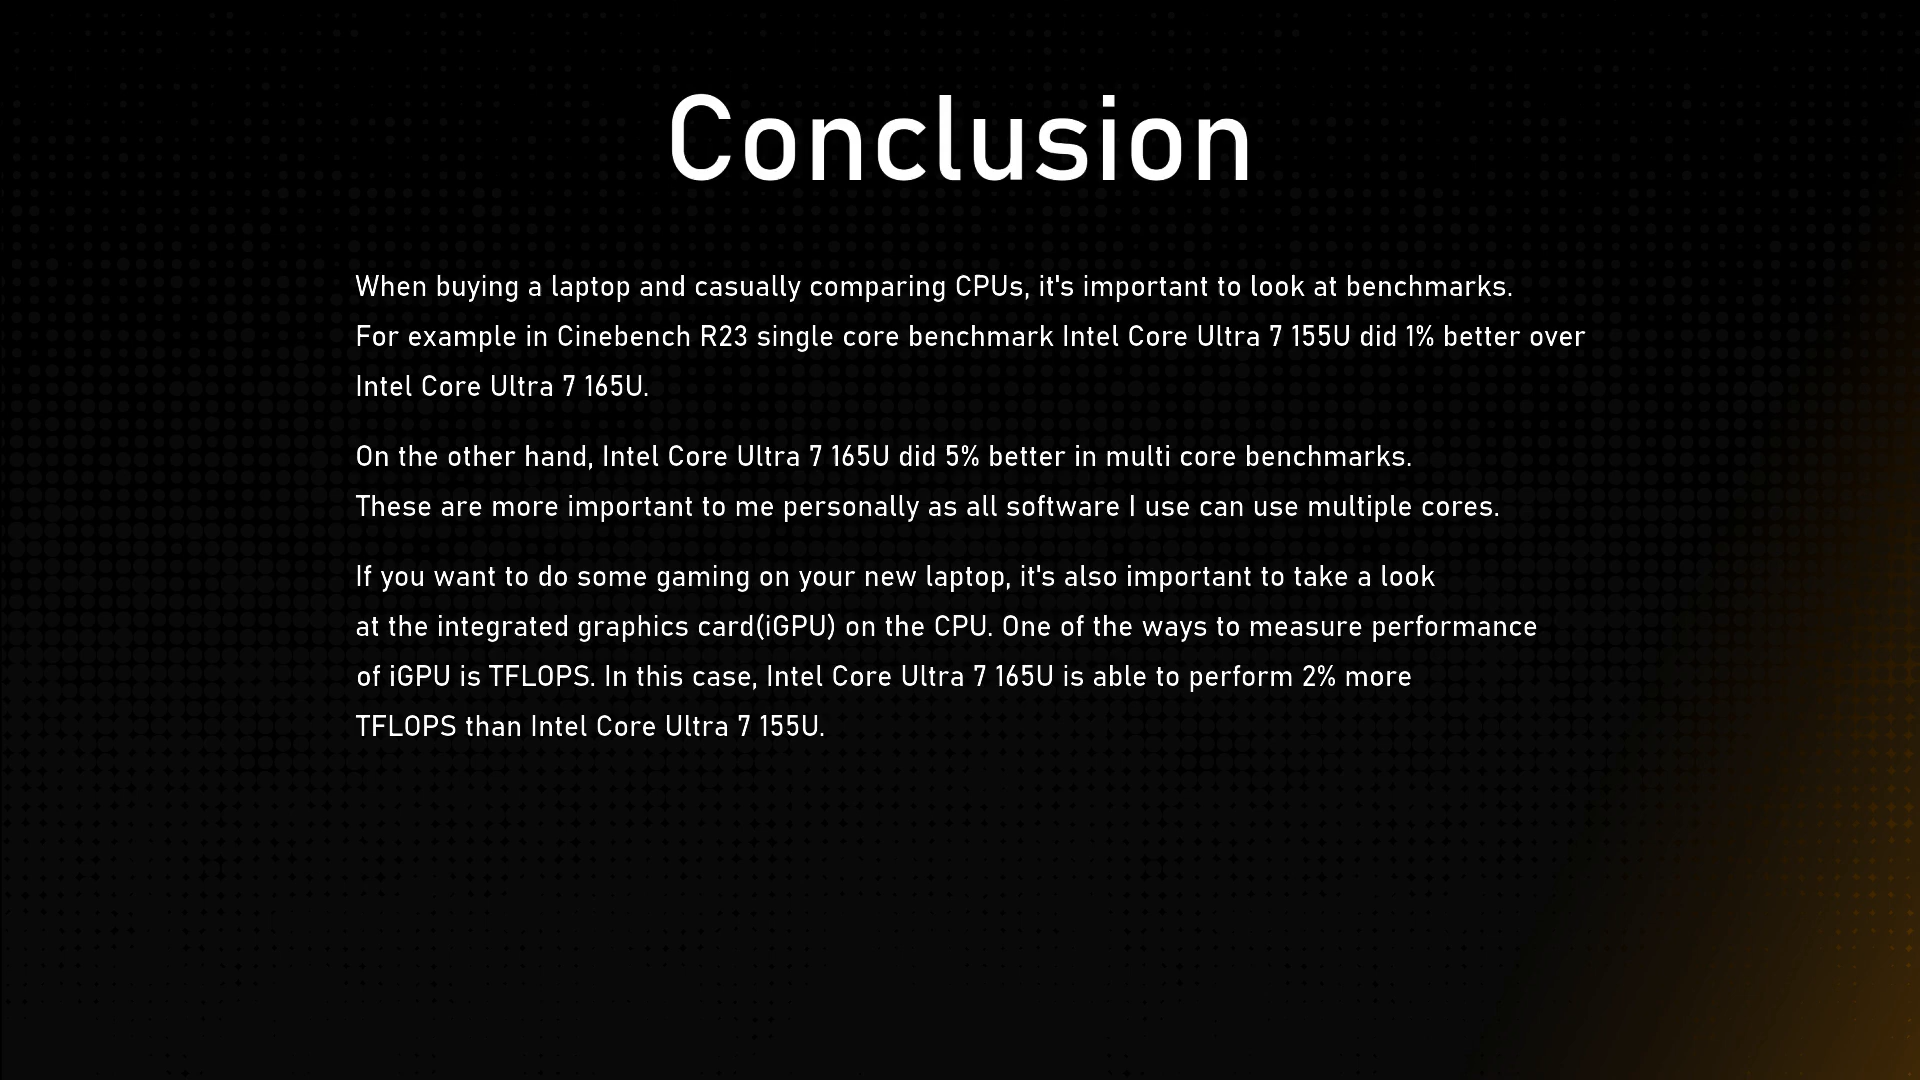 Conclusion
When buying a laptop and casually comparing CPUs, it's important to look at benchmarks.
For example in Cinebench R23 single core benchmark Intel Core Ultra 7 155U did 1% better over
Intel Core Ultra 7 165U.
On the other hand, Intel Core Ultra 7 165U did 5% better in multi core benchmarks.
These are more important to me personally as all software I use can use multiple cores.
If you want to do some gaming on your new laptop, it's also important to take a look
at the integrated graphics card(iGPU) on the CPU. One of the ways to measure performance
of iGPU is TFLOPS. In this case, Intel Core Ultra 7 165U is able to perform 2% more
TFLOPS than Intel Core Ultra 7 155U.